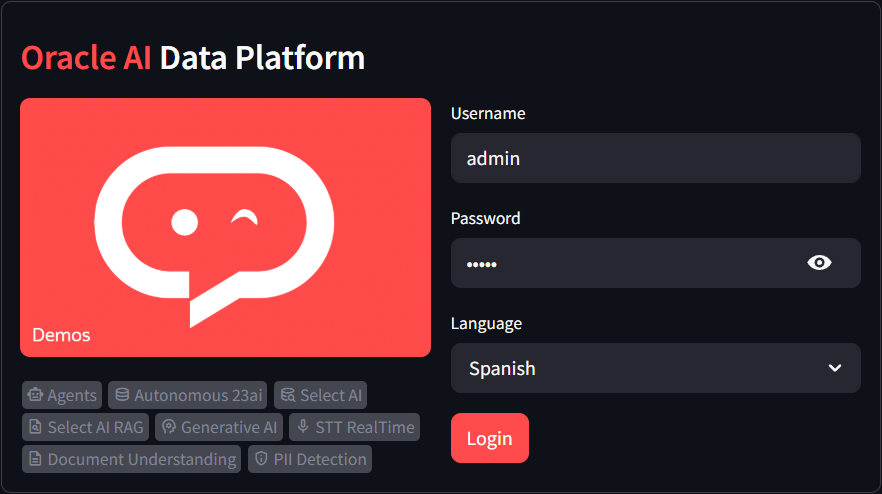 Oracle AI Data Platform
Demos
Agents
Autonomous 23ai
Select AI
Select AI RAG
Generative AI
STT RealTime
Document Understanding
PII Detection
Username
admin
Password
•••••
Language
Spanish
Login